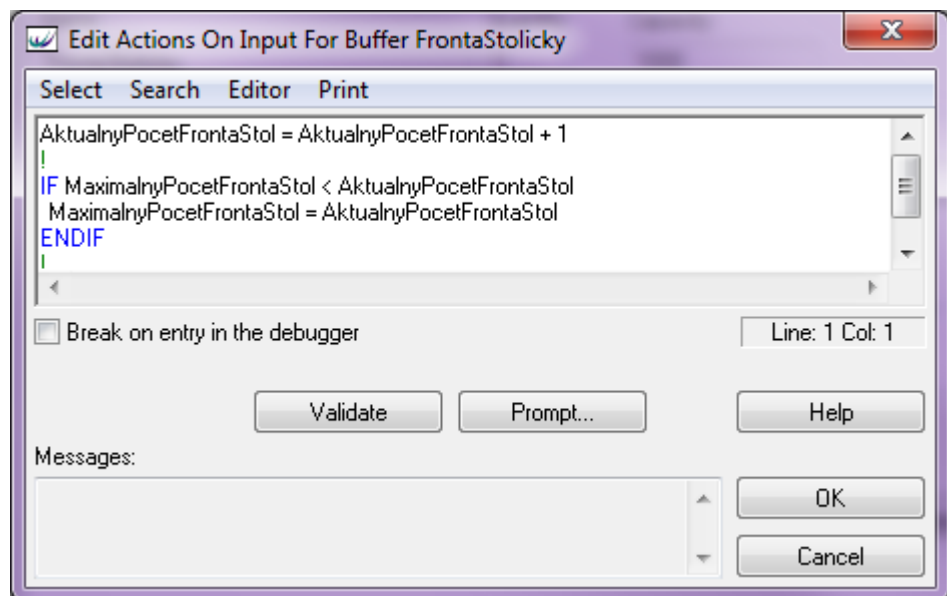 Edit Actions On Input For Buffer FrontaStolicky
Select Search Editor Print
AktualnyPocetFrontaStol = AktualnyPocetFrontaStol + 1
!
IF MaximalnyPocetFrontaStol < AktualnyPocetFrontaStol
MaximalnyPocetFrontaStol = AktualnyPocetFrontaStol
ENDIF
!
Break on entry in the debugger
Line: 1 Col: 1
Validate Prompt... Help
Messages:
OK
Cancel